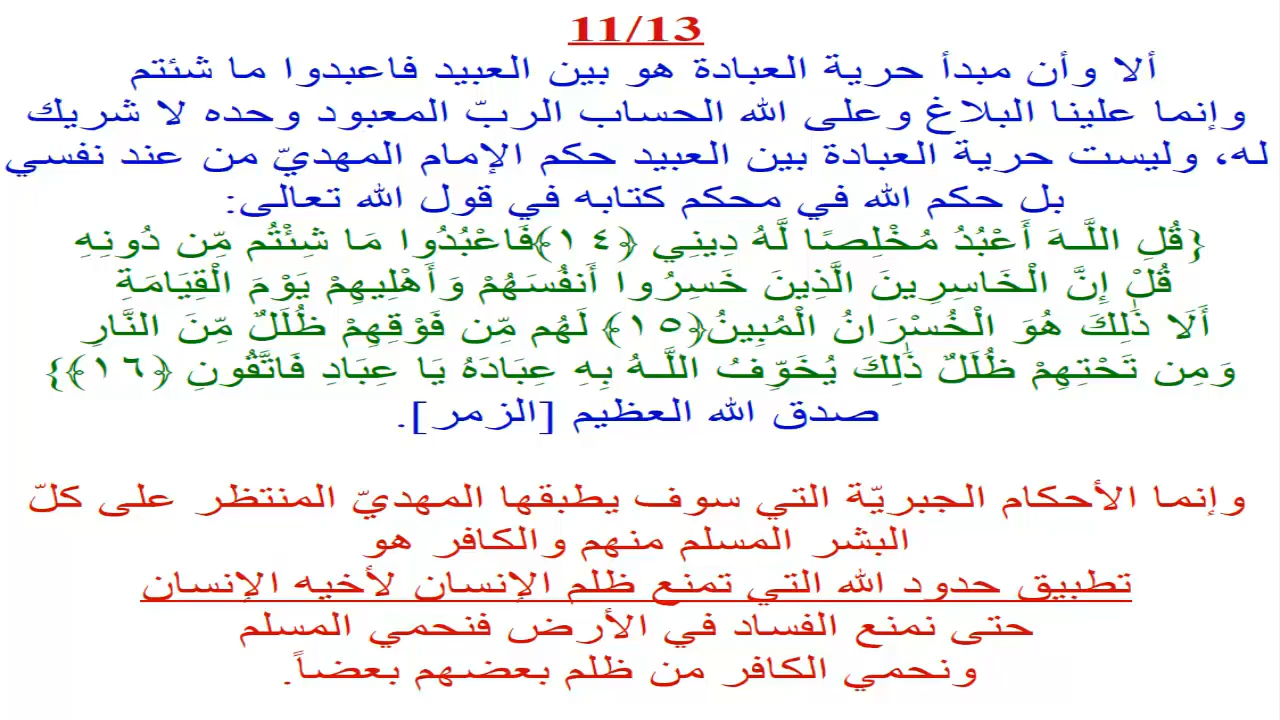 11/13
ألا وأن مبدأ حرية العبادة هو بين العبيد فاعبدوا ما شئتم
وإنما علينا البلاغ وعلى الله الحساب الربّ المعبود وحده لا شريك
له، وليست حرية العبادة بين العبيد حكم الإمام المهديّ من عند نفسي
بل حكم الله في محكم كتابه في قول الله تعالى:
{قُلِ اللَّـهَ أَعْبُدُ مُخْلِصًا لَّهُ دِينِي ﴿١٤﴾فَاعْبُدُوا مَا شِئْتُم مِّن دُونِهِ
قُلْ إِنَّ الْخَاسِرِينَ الَّذِينَ خَسِرُوا أَنفُسَهُمْ وَأَهْلِيهِمْ يَوْمَ الْقِيَامَةِ
أَلَا ذَٰلِكَ هُوَ الْخُسْرَانُ الْمُبِينُ﴿١٥﴾ لَهُم مِّن فَوْقِهِمْ ظُلَلٌ مِّنَ النَّارِ
وَمِن تَحْتِهِمْ ظُلَلٌ ذَٰلِكَ يُخَوِّفُ اللَّـهُ بِهِ عِبَادَهُ يَا عِبَادِ فَاتَّقُونِ ﴿١٦﴾}
صدق الله العظيم [الزمر].
وإنما الأحكام الجبريّة التي سوف يطبقها المهديّ المنتظر على كلّ
البشر المسلم منهم والكافر هو
تطبيق حدود الله التي تمنع ظلم الإنسان لأخيه الإنسان
حتى نمنع الفساد في الأرض فنحمي المسلم
ونحمي الكافر من ظلم بعضهم بعضاً.